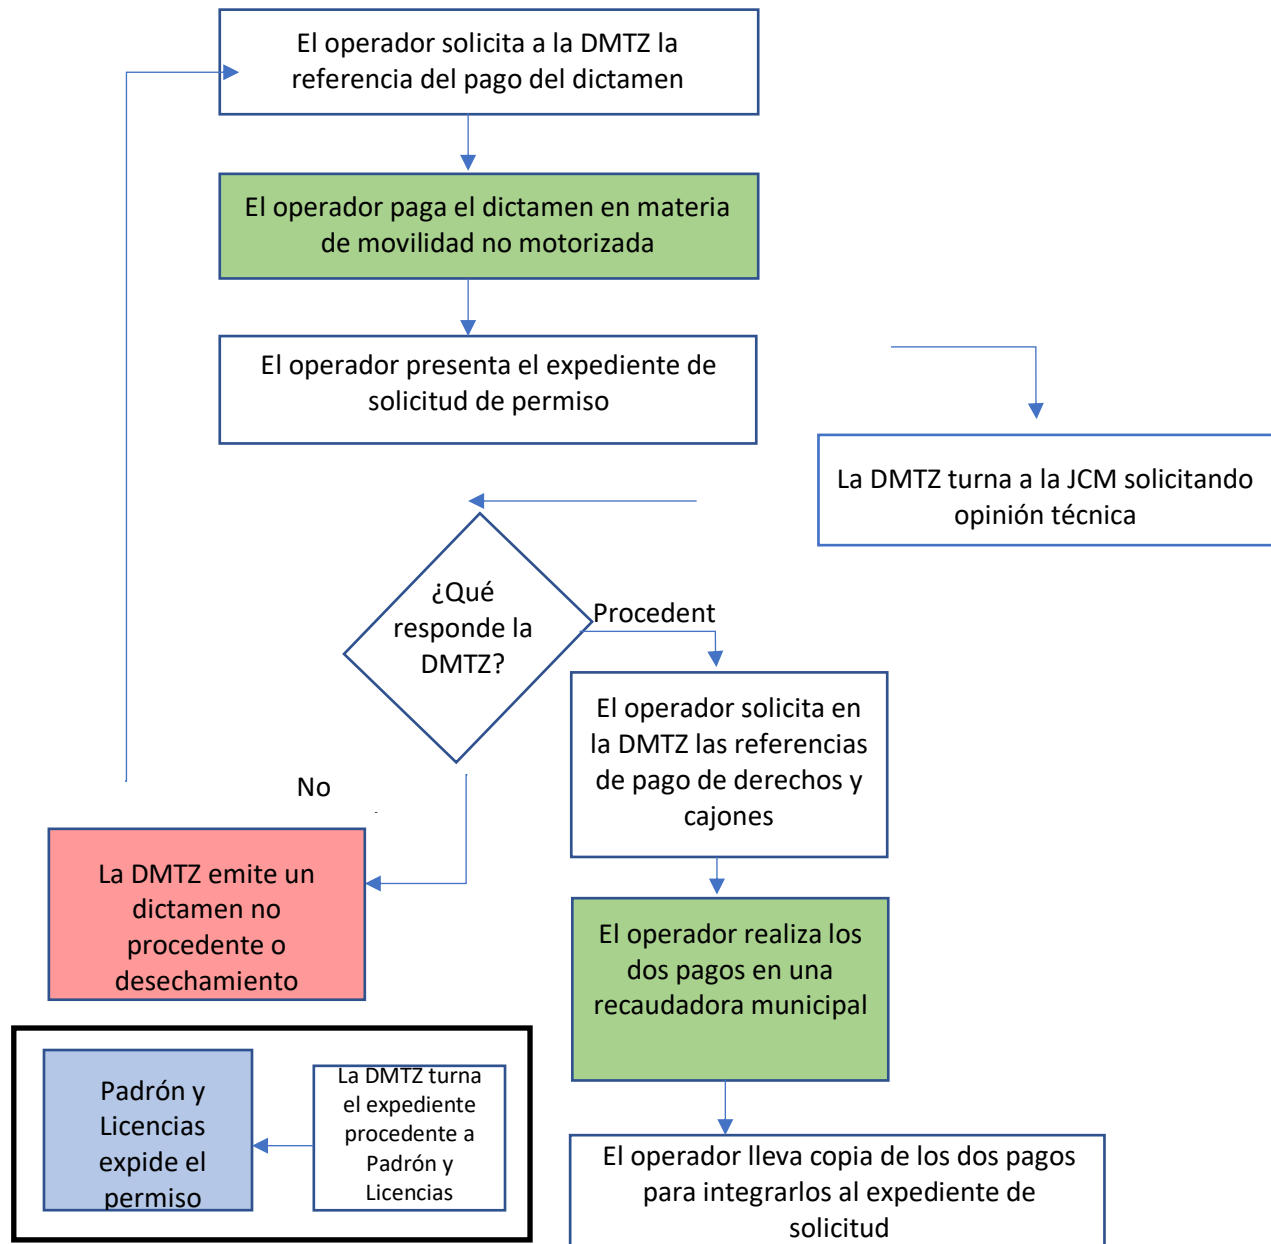 El operador solicita a la DMTZ la
referencia del pago del dictamen
El operador paga el dictamen en materia
de movilidad no motorizada
El operador presenta el expediente de
solicitud de permiso
La DMTZ turna a la JCM solicitando
opinión técnica
¿Qué
responde la
DMTZ?
Procedent
El operador solicita en
la DMTZ las referencias
de pago de derechos y
cajones
No
La DMTZ emite un
dictamen no
procedente o
desechamiento
El operador realiza los
dos pagos en una
recaudadora municipal
Padrón y
Licencias
expide el
permiso
La DMTZ turna
el expediente
procedente a
Padrón y
Licencias
El operador lleva copia de los dos pagos
para integrarlos al expediente de
solicitud